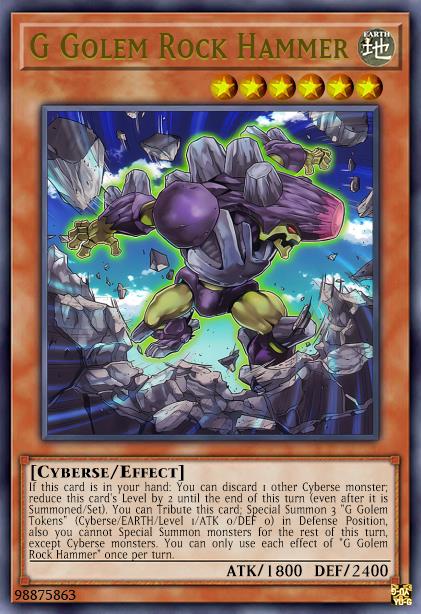 G Golem Rock Hammer
EARTH
地
[Cyberse/Effect]
If this card is in your hand: You can discard 1 other Cyberse monster;
reduce this card's Level by 2 until the end of this turn (even after it is
Summoned/Set). You can Tribute this card; Special Summon 3 "G Golem
Tokens" (Cyberse/EARTH/Level 1/ATK 0/DEF 0) in Defense Position,
also you cannot Special Summon monsters for the rest of this turn,
except Cyberse monsters. You can only use each effect of "G Golem
Rock Hammer" once per turn.
ATK/1800 DEF/2400
98875863